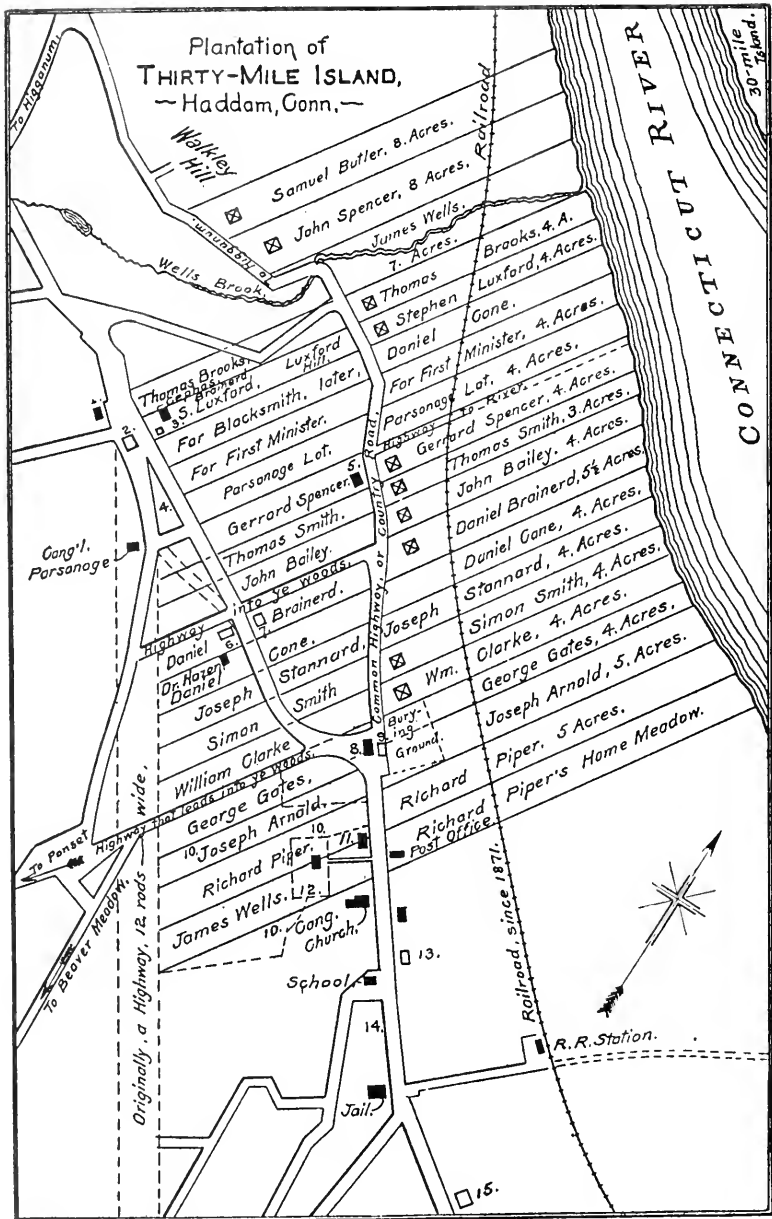 Plantation of
THIRTY-MILE ISLAND,
~Haddam, Conn.~
To Higganum.
Walkley
Hill.
30-mile
Island.
CONNECTICUT RIVER
Railroad
Samuel Butler, 8. Acres.
John Spencer, 8 Acres.
To Higganum.
James Wells.
7. Acres.
Wells Brook.
Thomas Brooks, 4. A.
Stephen Luxford, 4. Acres.
Daniel Cone.
For First Minister, 4. Acres.
Parsonage Lot, 4. Acres.
Highway to River.
Gerrard Spencer, 4. Acres.
Thomas Smith, 3. Acres.
John Bailey. 4. Acres.
Daniel Brainerd, 5½ Acres.
Daniel Cone, 4. Acres.
Joseph Stannard, 4. Acres.
Simon Smith, 4. Acres.
Wm. Clarke, 4. Acres.
George Gates, 4. Acres.
Joseph Arnold, 5. Acres.
Richard Piper, 5 Acres.
Richard Piper's Home Meadow.
Common Highway, or Country Road.
Thomas Brooks.
Cephas
Brainerd.
S. Luxford.
Luxford
Hill.
For Blacksmith, later,
For First Minister.
Parsonage Lot.
Gerrard Spencer.
Thomas Smith.
John Bailey.
Highway into ye Woods.
Daniel Brainerd.
Dr. Hazen
Daniel Cone.
Joseph Stannard,
Simon Smith
William Clarke
Highway that leads into ye Woods.
George Gates,
Joseph Arnold.
Richard Piper.
James Wells.
1.
2.
3.
4.
5.
6.
7.
8.
9.
10.
10.
10.
11.
12.
13.
14.
15.
Cong'l.
Parsonage
Bury-
ing
Ground.
Post Office.
Cong.
Church.
School.
Jail.
To Ponset
To Beaver Meadow.
Originally, a Highway, 12, rods wide.
Railroad, since 1871.
R.R. Station.